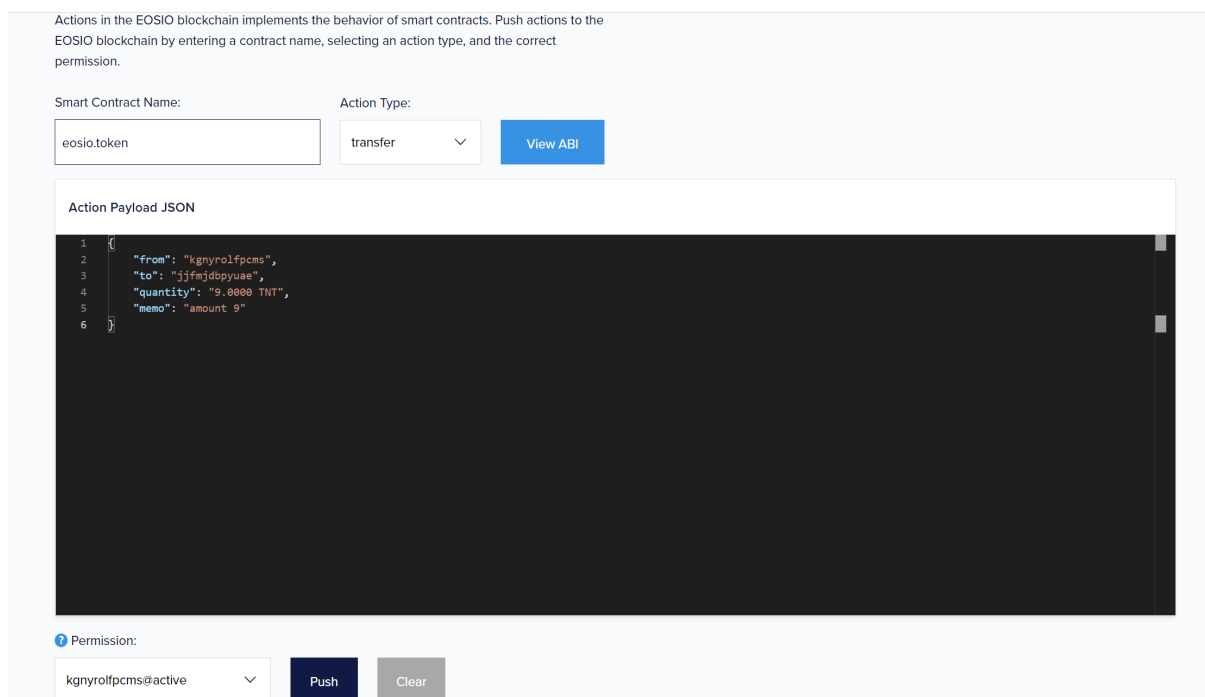 Actions in the EOSIO blockchain implements the behavior of smart contracts. Push actions to the
EOSIO blockchain by entering a contract name, selecting an action type, and the correct
permission.
Smart Contract Name:
Action Type:
eosio.token
transfer
View ABI
Action Payload JSON
1 {
2 "from": "kgnyrolfpcms",
3 "to": "jjfmjdbpyuae",
4 "quantity": "9.0000 TNT",
5 "memo": "amount 9"
6 }
? Permission:
kgnyrolfpcms@active
Push
Clear